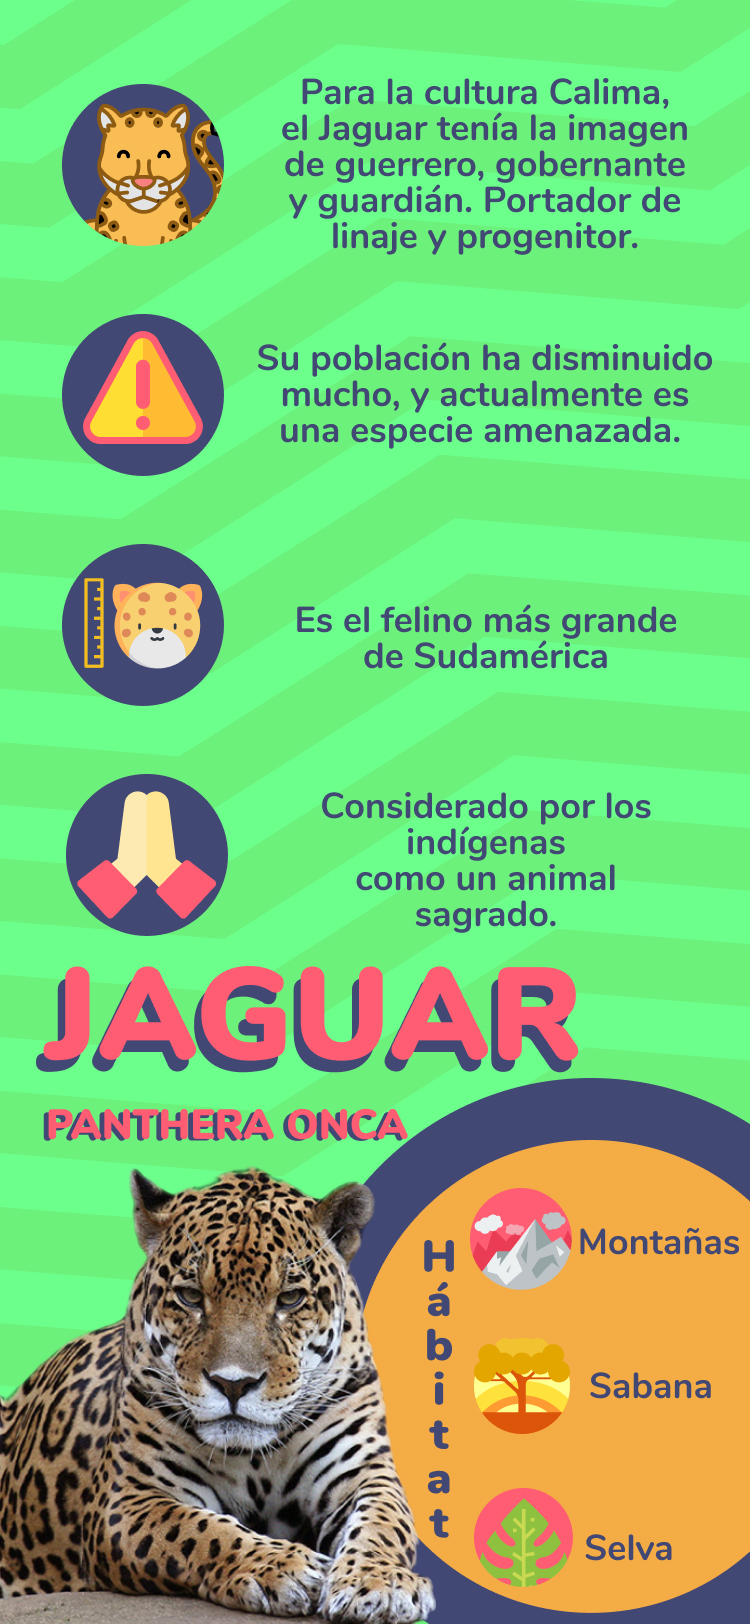 Para la cultura Calima,
el Jaguar tenía la imagen
de guerrero, gobernante
y guardián. Portador de
linaje y progenitor.
Su población ha disminuido
mucho, y actualmente es
una especie amenazada.
Es el felino más grande
de Sudamérica
Considerado por los
indígenas
como un animal
sagrado.
JAGUAR
PANTHERA ONCA
Hábitat
Montañas
Sabana
Selva